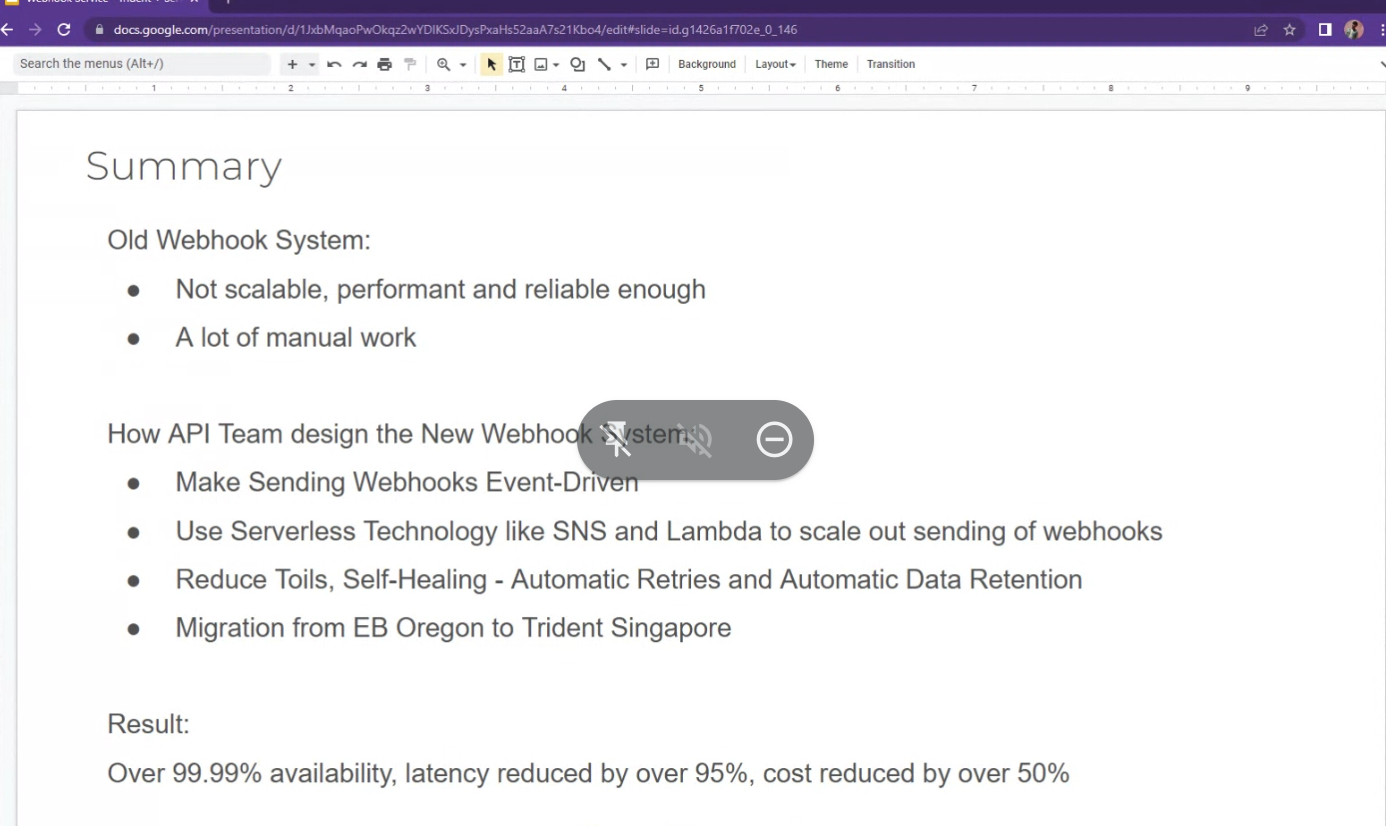 docs.google.com/presentation/d/1JxbMqaoPwOkqz2wYDIKSxJDysPxaHs52aaA7s21Kbo4/edit#slide=id.g1426a1f702e_0_146
Search the menus (Alt+/)
Background
Layout
Theme
Transition
1 2 3 4 5 6 7 8 9
Summary
Old Webhook System:
● Not scalable, performant and reliable enough
● A lot of manual work
How API Team design the New Webhook System:
● Make Sending Webhooks Event-Driven
● Use Serverless Technology like SNS and Lambda to scale out sending of webhooks
● Reduce Toils, Self-Healing - Automatic Retries and Automatic Data Retention
● Migration from EB Oregon to Trident Singapore
Result:
Over 99.99% availability, latency reduced by over 95%, cost reduced by over 50%